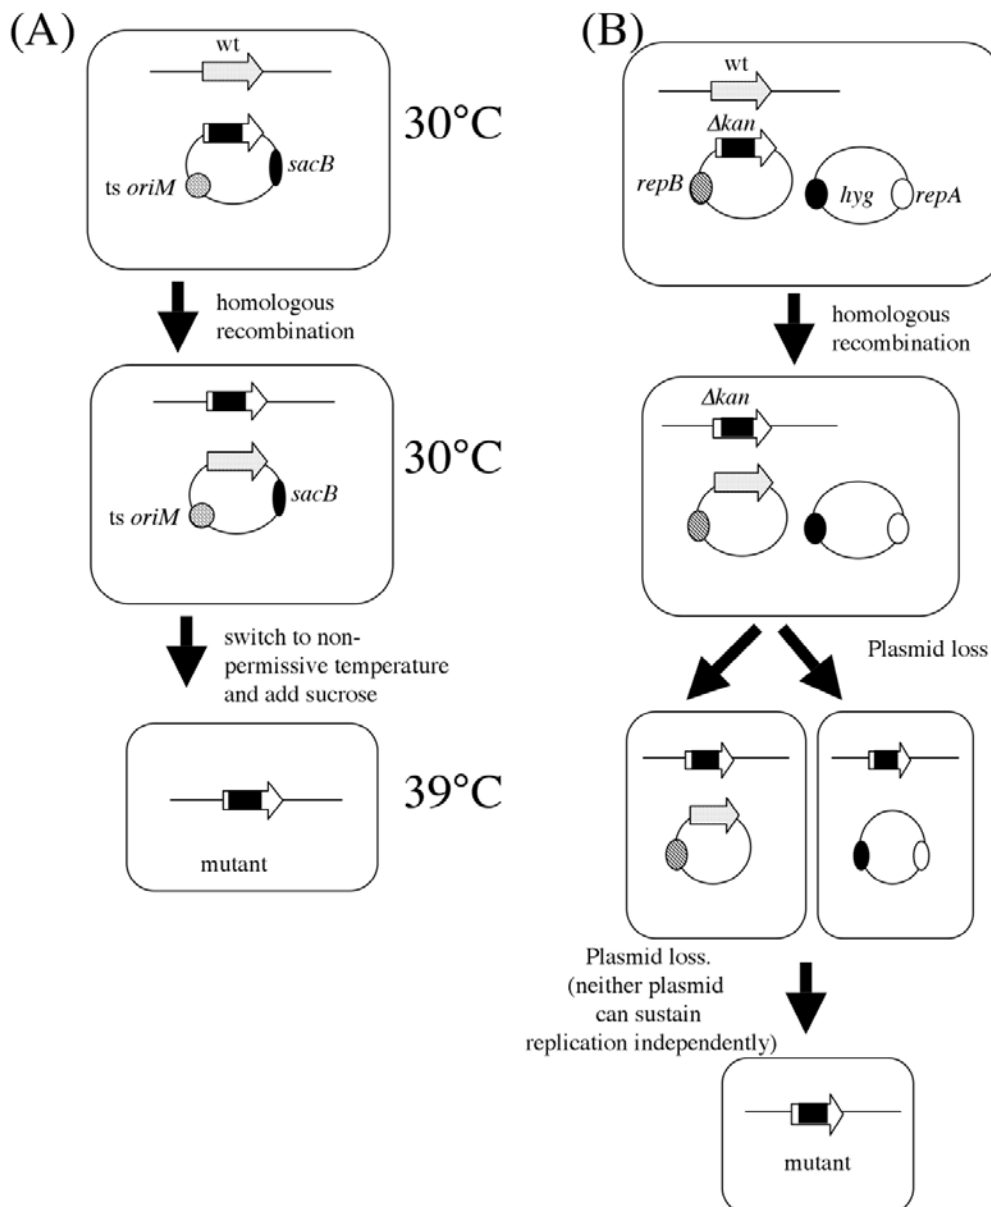 (A)
wt
30°C
sacB
ts oriM
homologous
recombination
30°C
sacB
ts oriM
switch to non-
permissive temperature
and add sucrose
39°C
mutant
(B)
wt
Δkan
repB
hyg
repA
homologous
recombination
Δkan
Plasmid loss
Plasmid loss.
(neither plasmid
can sustain
replication independently)
mutant